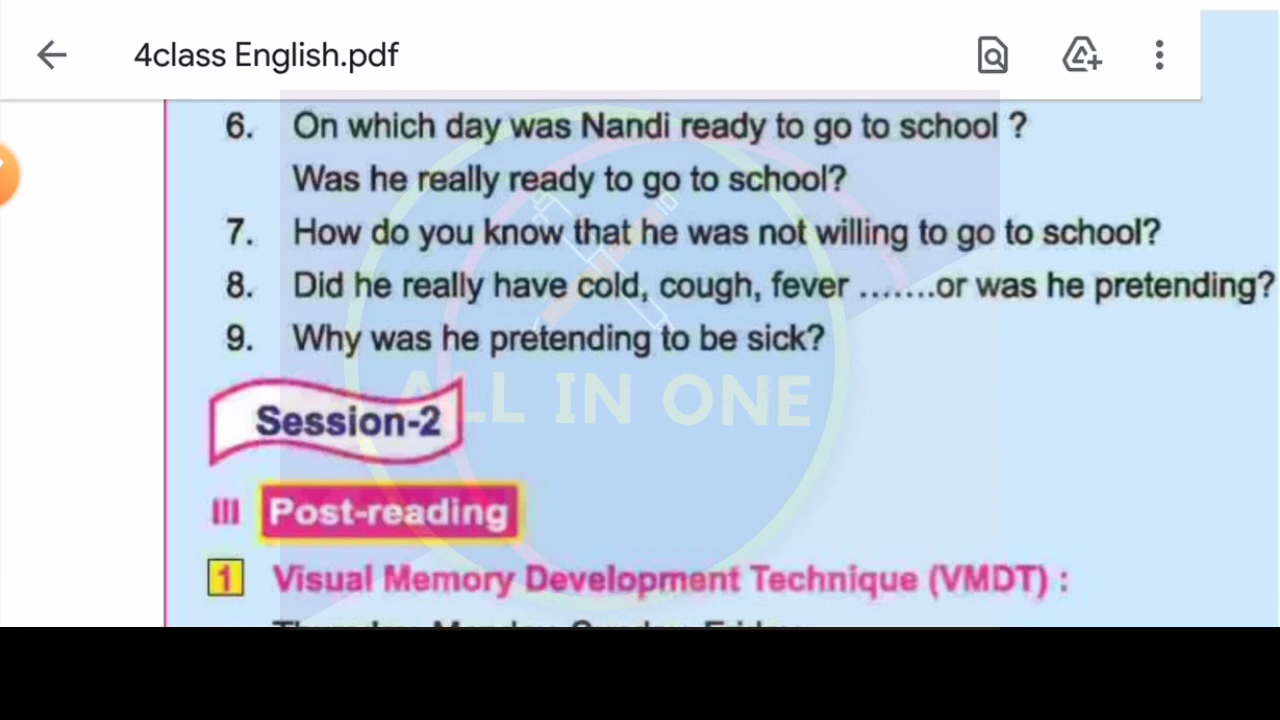 4class English.pdf
6. On which day was Nandi ready to go to school ?
Was he really ready to go to school?
7. How do you know that he was not willing to go to school?
8. Did he really have cold, cough, fever .......or was he pretending?
9. Why was he pretending to be sick?
ALL IN ONE
Session-2
III Post-reading
1 Visual Memory Development Technique (VMDT) :